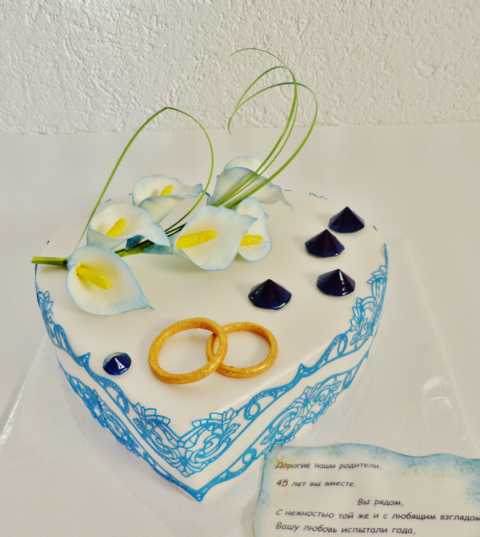 Дорогие наши родители,
45 лет вы вместе.
Вы рядом,
С нежностью той же и с любящим взглядом
Вашу любовь испытали года,